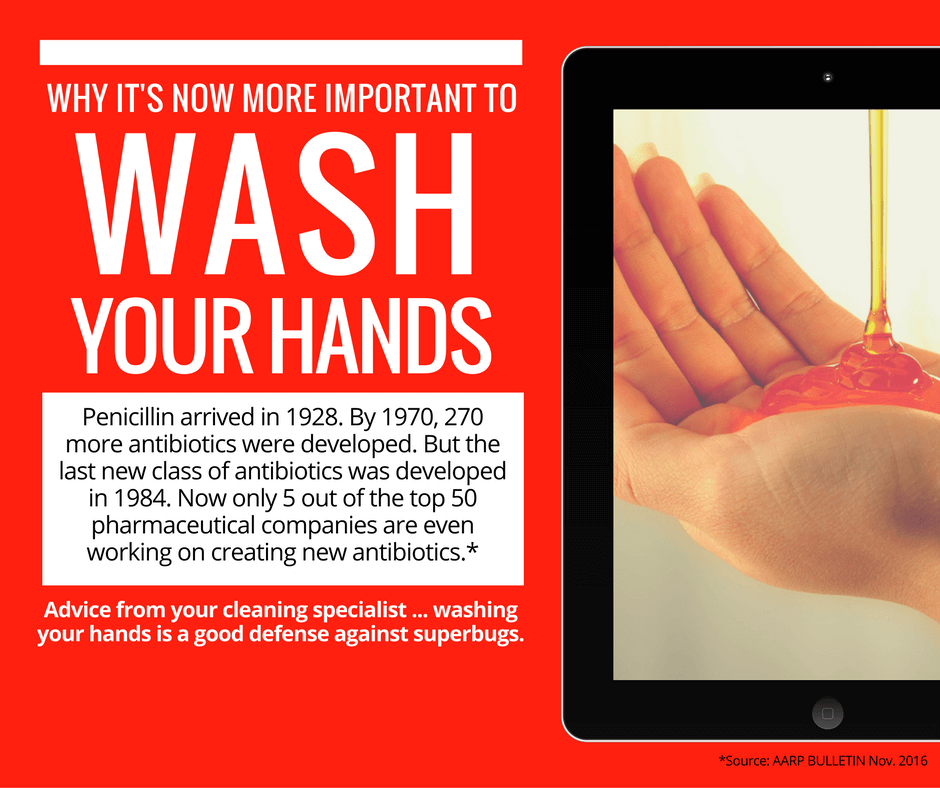 WHY IT'S NOW MORE IMPORTANT TO
WASH
YOUR HANDS
Penicillin arrived in 1928. By 1970, 270
more antibiotics were developed. But the
last new class of antibiotics was developed
in 1984. Now only 5 out of the top 50
pharmaceutical companies are even
working on creating new antibiotics.*
Advice from your cleaning specialist ... washing
your hands is a good defense against superbugs.
*Source: AARP BULLETIN Nov. 2016